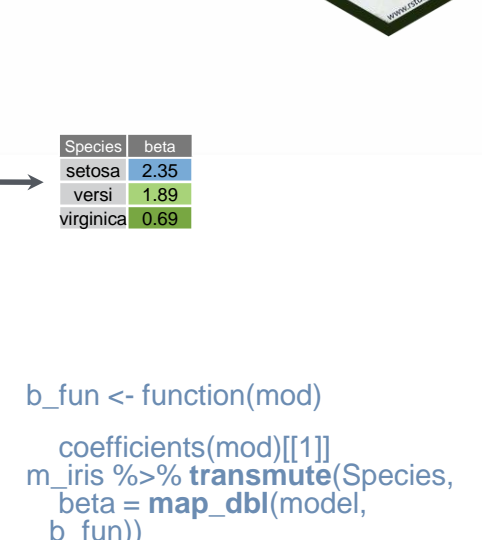 Species beta
setosa 2.35
versi 1.89
virginica 0.69
b_fun <- function(mod)
coefficients(mod)[[1]]
m_iris %>% transmute(Species,
beta = map_dbl(model,
b_fun))